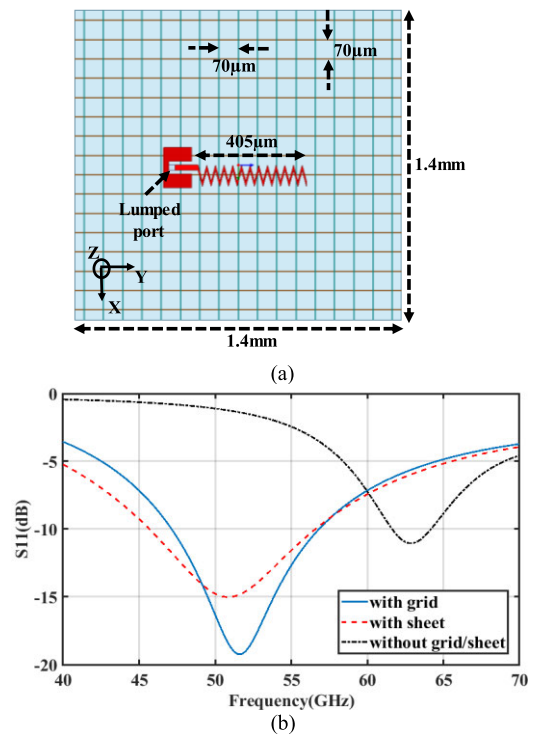 70µm
70µm
405µm
1.4mm
Lumped
port
Z
Y
X
1.4mm
(a)
0
-5
-10
-15
-20
S11(dB)
with grid
with sheet
without grid/sheet
40 45 50 55 60 65 70
Frequency(GHz)
(b)